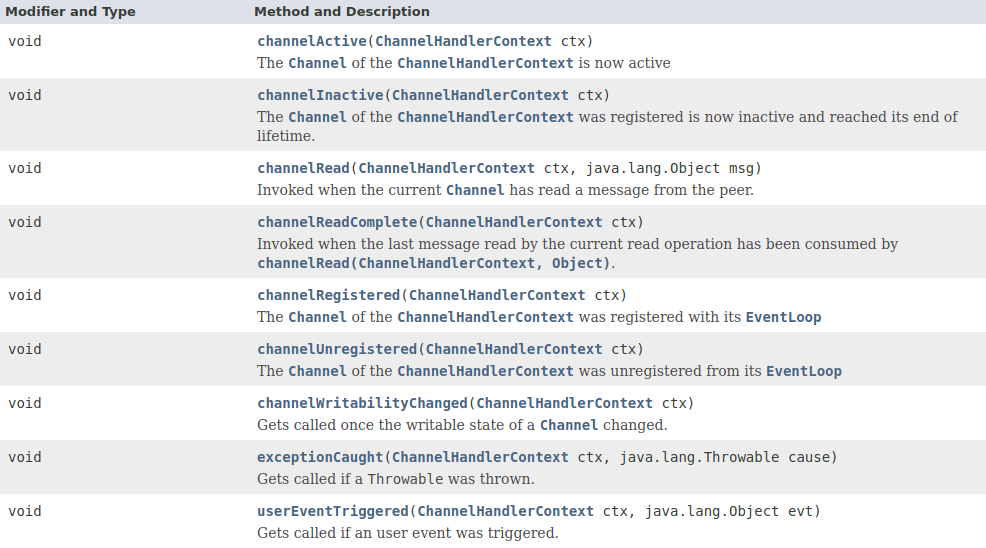 Modifier and Type Method and Description
void channelActive(ChannelHandlerContext ctx)
The Channel of the ChannelHandlerContext is now active
void channelInactive(ChannelHandlerContext ctx)
The Channel of the ChannelHandlerContext was registered is now inactive and reached its end of
lifetime.
void channelRead(ChannelHandlerContext ctx, java.lang.Object msg)
Invoked when the current Channel has read a message from the peer.
void channelReadComplete(ChannelHandlerContext ctx)
Invoked when the last message read by the current read operation has been consumed by
channelRead(ChannelHandlerContext, Object).
void channelRegistered(ChannelHandlerContext ctx)
The Channel of the ChannelHandlerContext was registered with its EventLoop
void channelUnregistered(ChannelHandlerContext ctx)
The Channel of the ChannelHandlerContext was unregistered from its EventLoop
void channelWritabilityChanged(ChannelHandlerContext ctx)
Gets called once the writable state of a Channel changed.
void exceptionCaught(ChannelHandlerContext ctx, java.lang.Throwable cause)
Gets called if a Throwable was thrown.
void userEventTriggered(ChannelHandlerContext ctx, java.lang.Object evt)
Gets called if an user event was triggered.